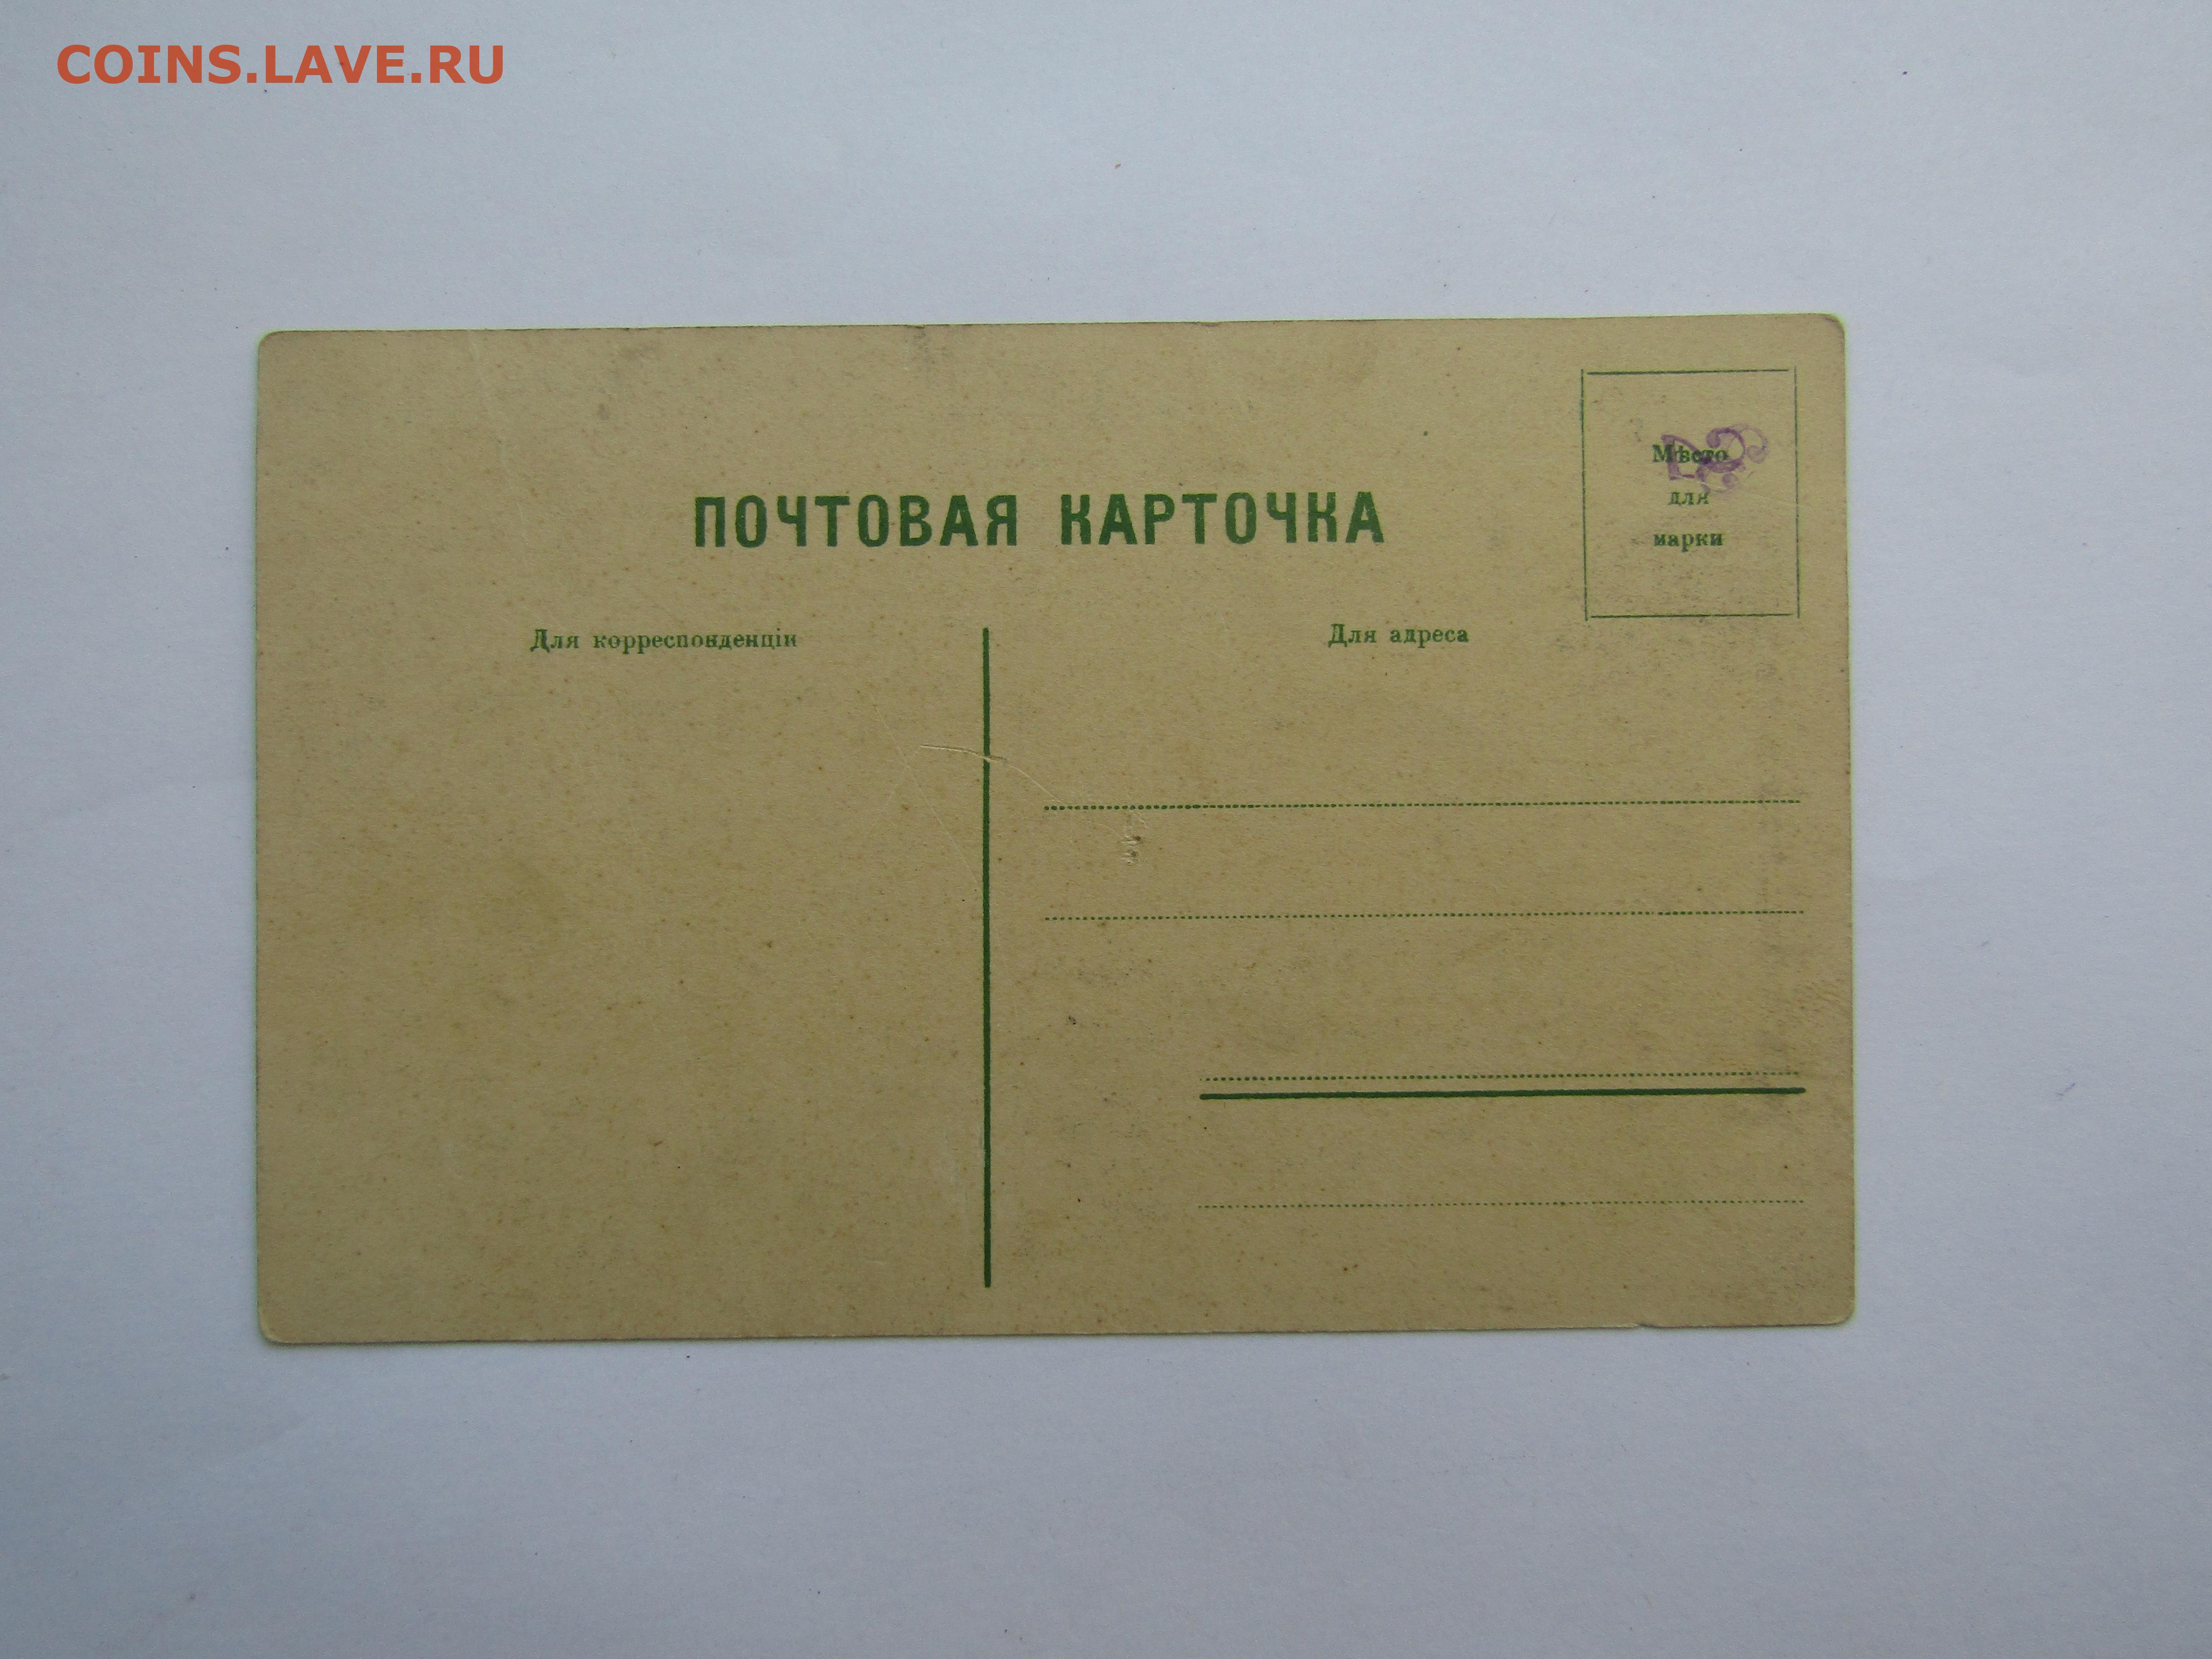 COINS.LAVE.RU
ПОЧТОВАЯ КАРТОЧКА
Мѣсто
для
марки
Для корреспонденціи
Для адреса